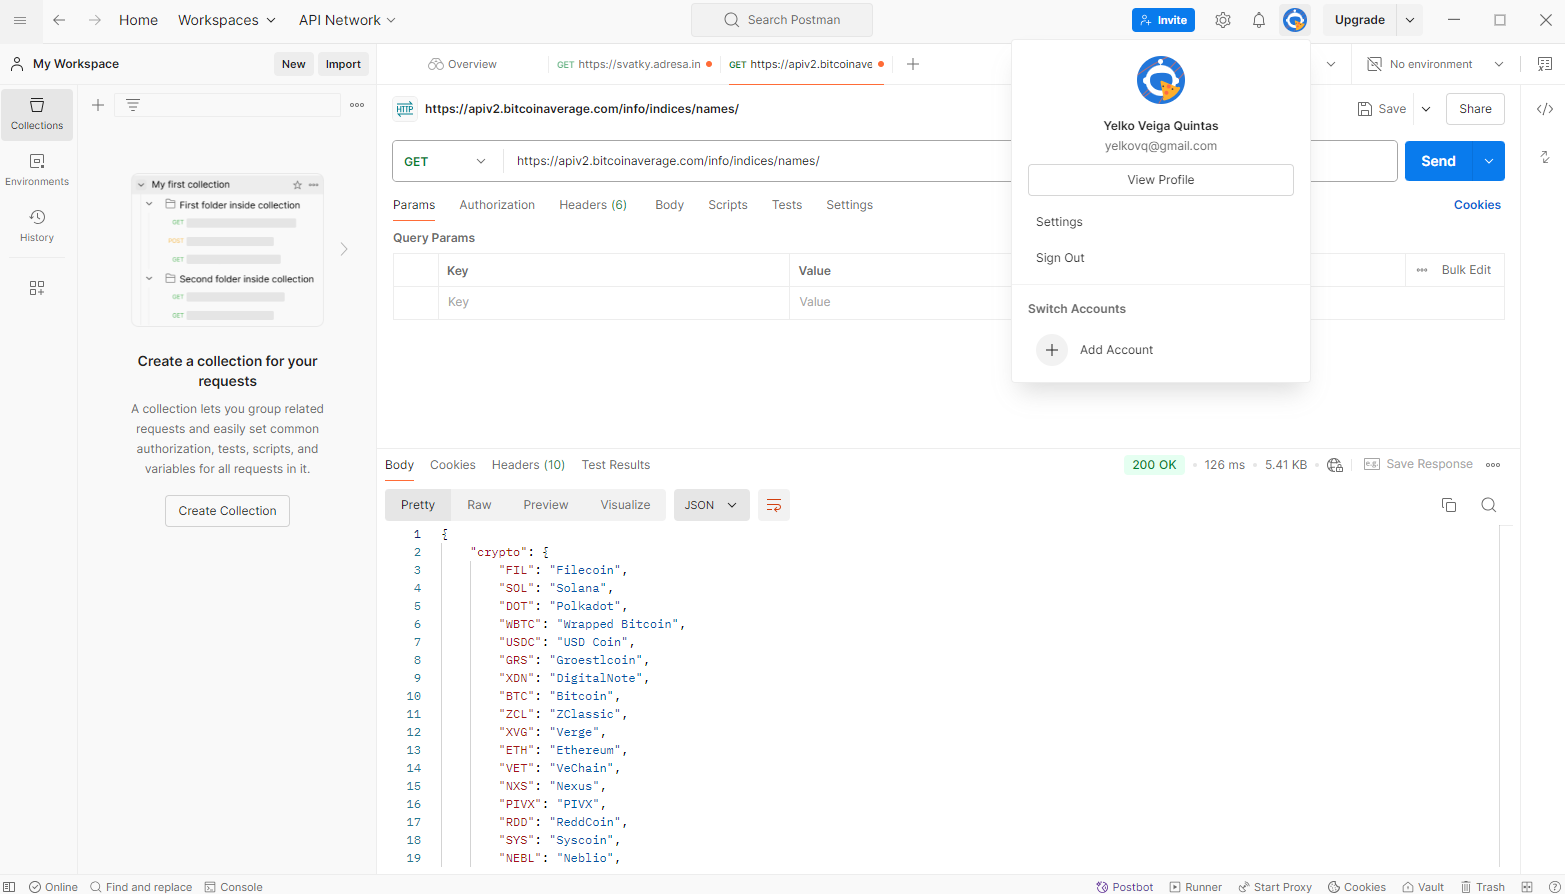 Home
Workspaces
API Network
Search Postman
Invite
Upgrade
My Workspace
New
Import
Overview
GET https://svatky.adresa.in
GET https://apiv2.bitcoinave
No environment
Collections
Environments
History
My first collection
First folder inside collection
GET
POST
GET
Second folder inside collection
GET
GET
Create a collection for your
requests
A collection lets you group related
requests and easily set common
authorization, tests, scripts, and
variables for all requests in it.
Create Collection
HTTP
https://apiv2.bitcoinaverage.com/info/indices/names/
Save
Share
GET
https://apiv2.bitcoinaverage.com/info/indices/names/
Send
Params
Authorization
Headers (6)
Body
Scripts
Tests
Settings
Cookies
Query Params
Key
Value
Bulk Edit
Key
Value
Yelko Veiga Quintas
yelkovq@gmail.com
View Profile
Settings
Sign Out
Switch Accounts
Add Account
Body
Cookies
Headers (10)
Test Results
200 OK
126 ms
5.41 KB
e.g.
Save Response
Pretty
Raw
Preview
Visualize
JSON
1 {
2 "crypto": {
3 "FIL": "Filecoin",
4 "SOL": "Solana",
5 "DOT": "Polkadot",
6 "WBTC": "Wrapped Bitcoin",
7 "USDC": "USD Coin",
8 "GRS": "Groestlcoin",
9 "XDN": "DigitalNote",
10 "BTC": "Bitcoin",
11 "ZCL": "ZClassic",
12 "XVG": "Verge",
13 "ETH": "Ethereum",
14 "VET": "VeChain",
15 "NXS": "Nexus",
16 "PIVX": "PIVX",
17 "RDD": "ReddCoin",
18 "SYS": "Syscoin",
19 "NEBL": "Neblio",
Online
Find and replace
Console
Postbot
Runner
Start Proxy
Cookies
Vault
Trash